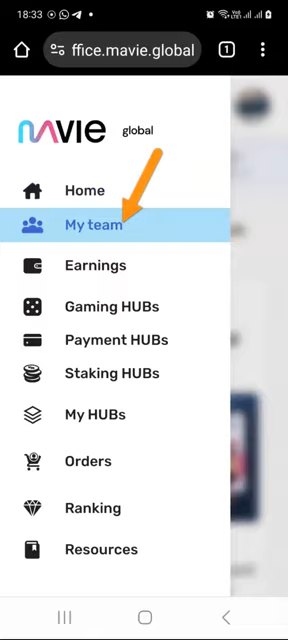 18:33
ffice.mavie.global
1
mavie global
Home
My team
Earnings
Gaming HUBs
Payment HUBs
Staking HUBs
My HUBs
Orders
Ranking
Resources